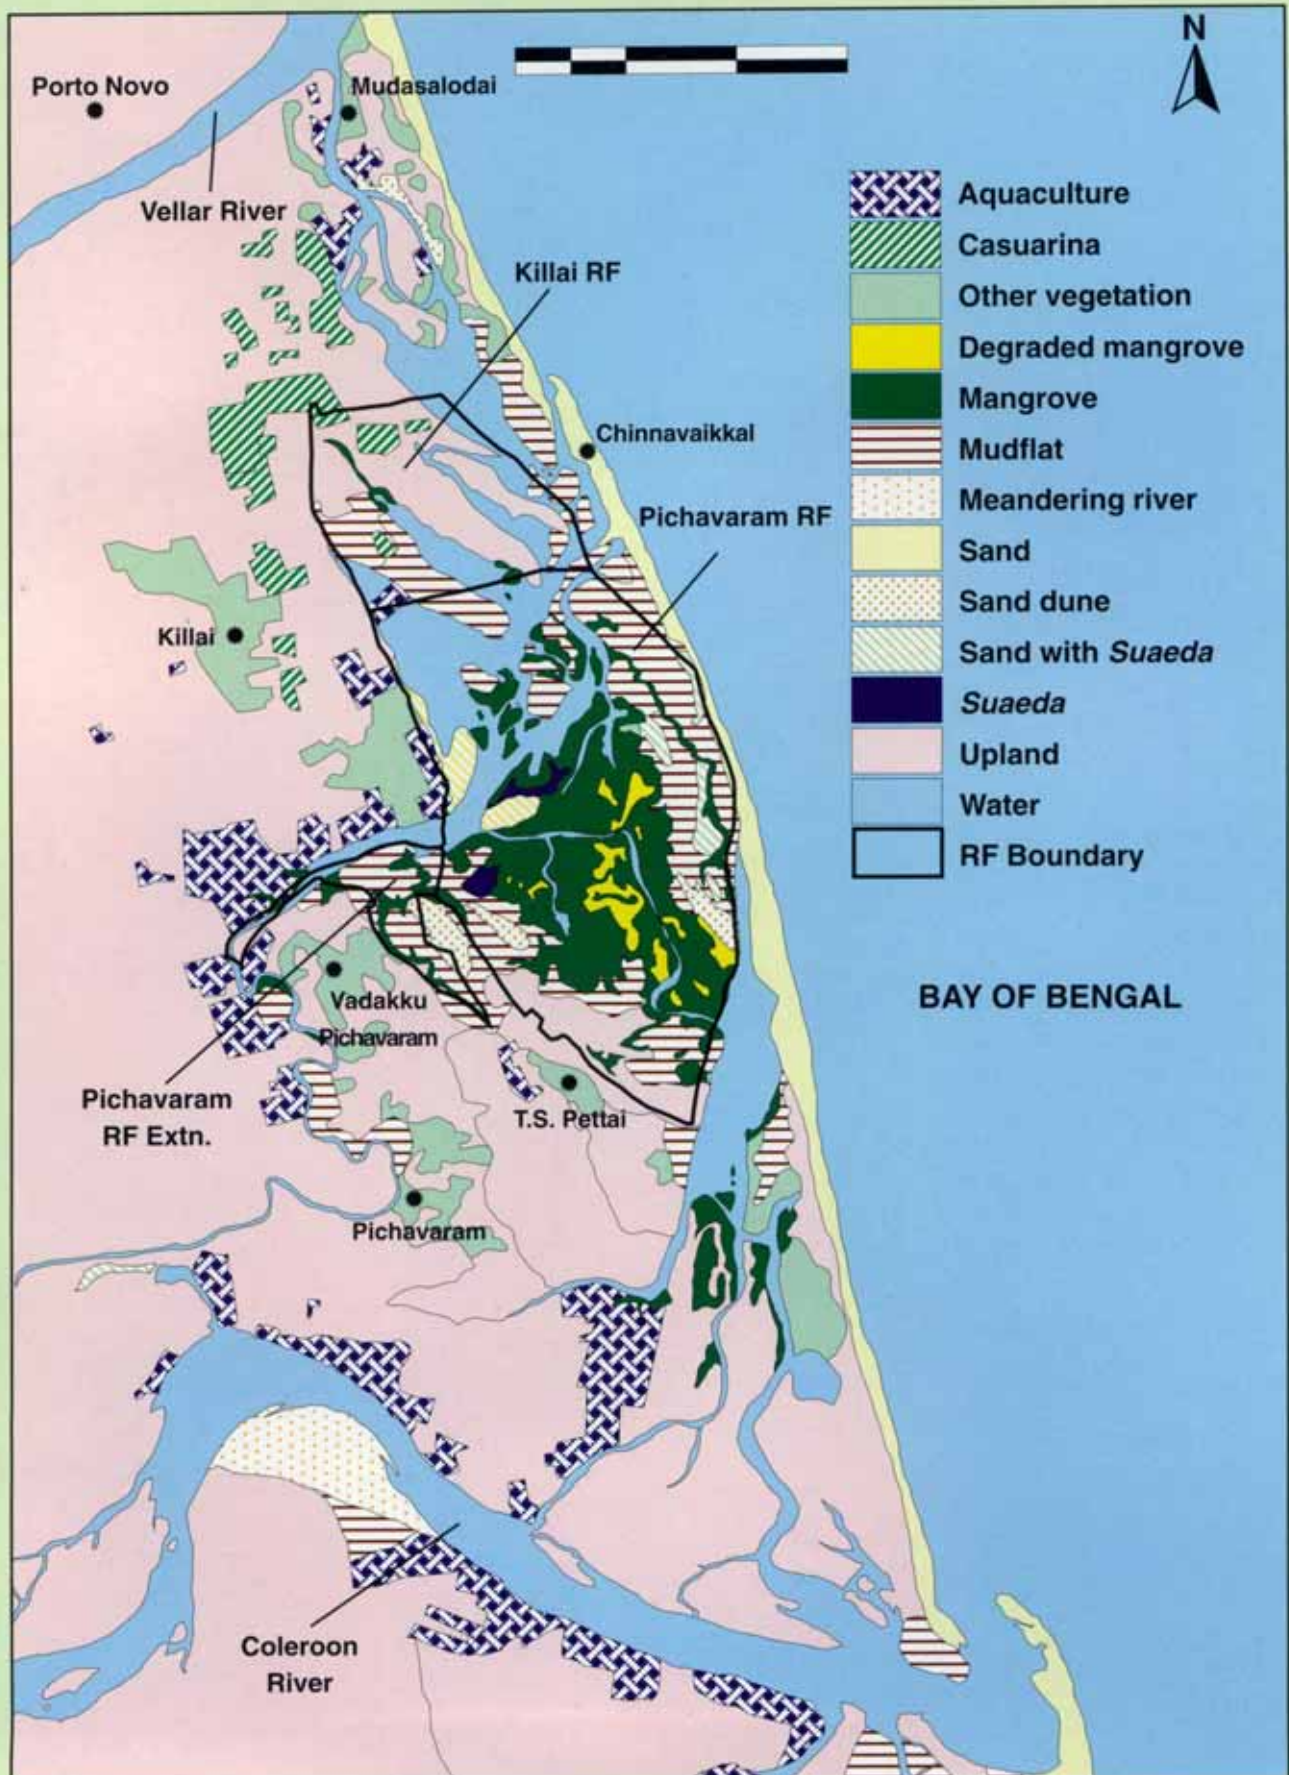 N
Porto Novo
Mudasalodai
Vellar River
Killai RF
Chinnavaikkal
Pichavaram RF
Killai
Vadakku
Pichavaram
Pichavaram
RF Extn.
T.S. Pettai
Pichavaram
Coleroon
River
BAY OF BENGAL
Aquaculture
Casuarina
Other vegetation
Degraded mangrove
Mangrove
Mudflat
Meandering river
Sand
Sand dune
Sand with Suaeda
Suaeda
Upland
Water
RF Boundary